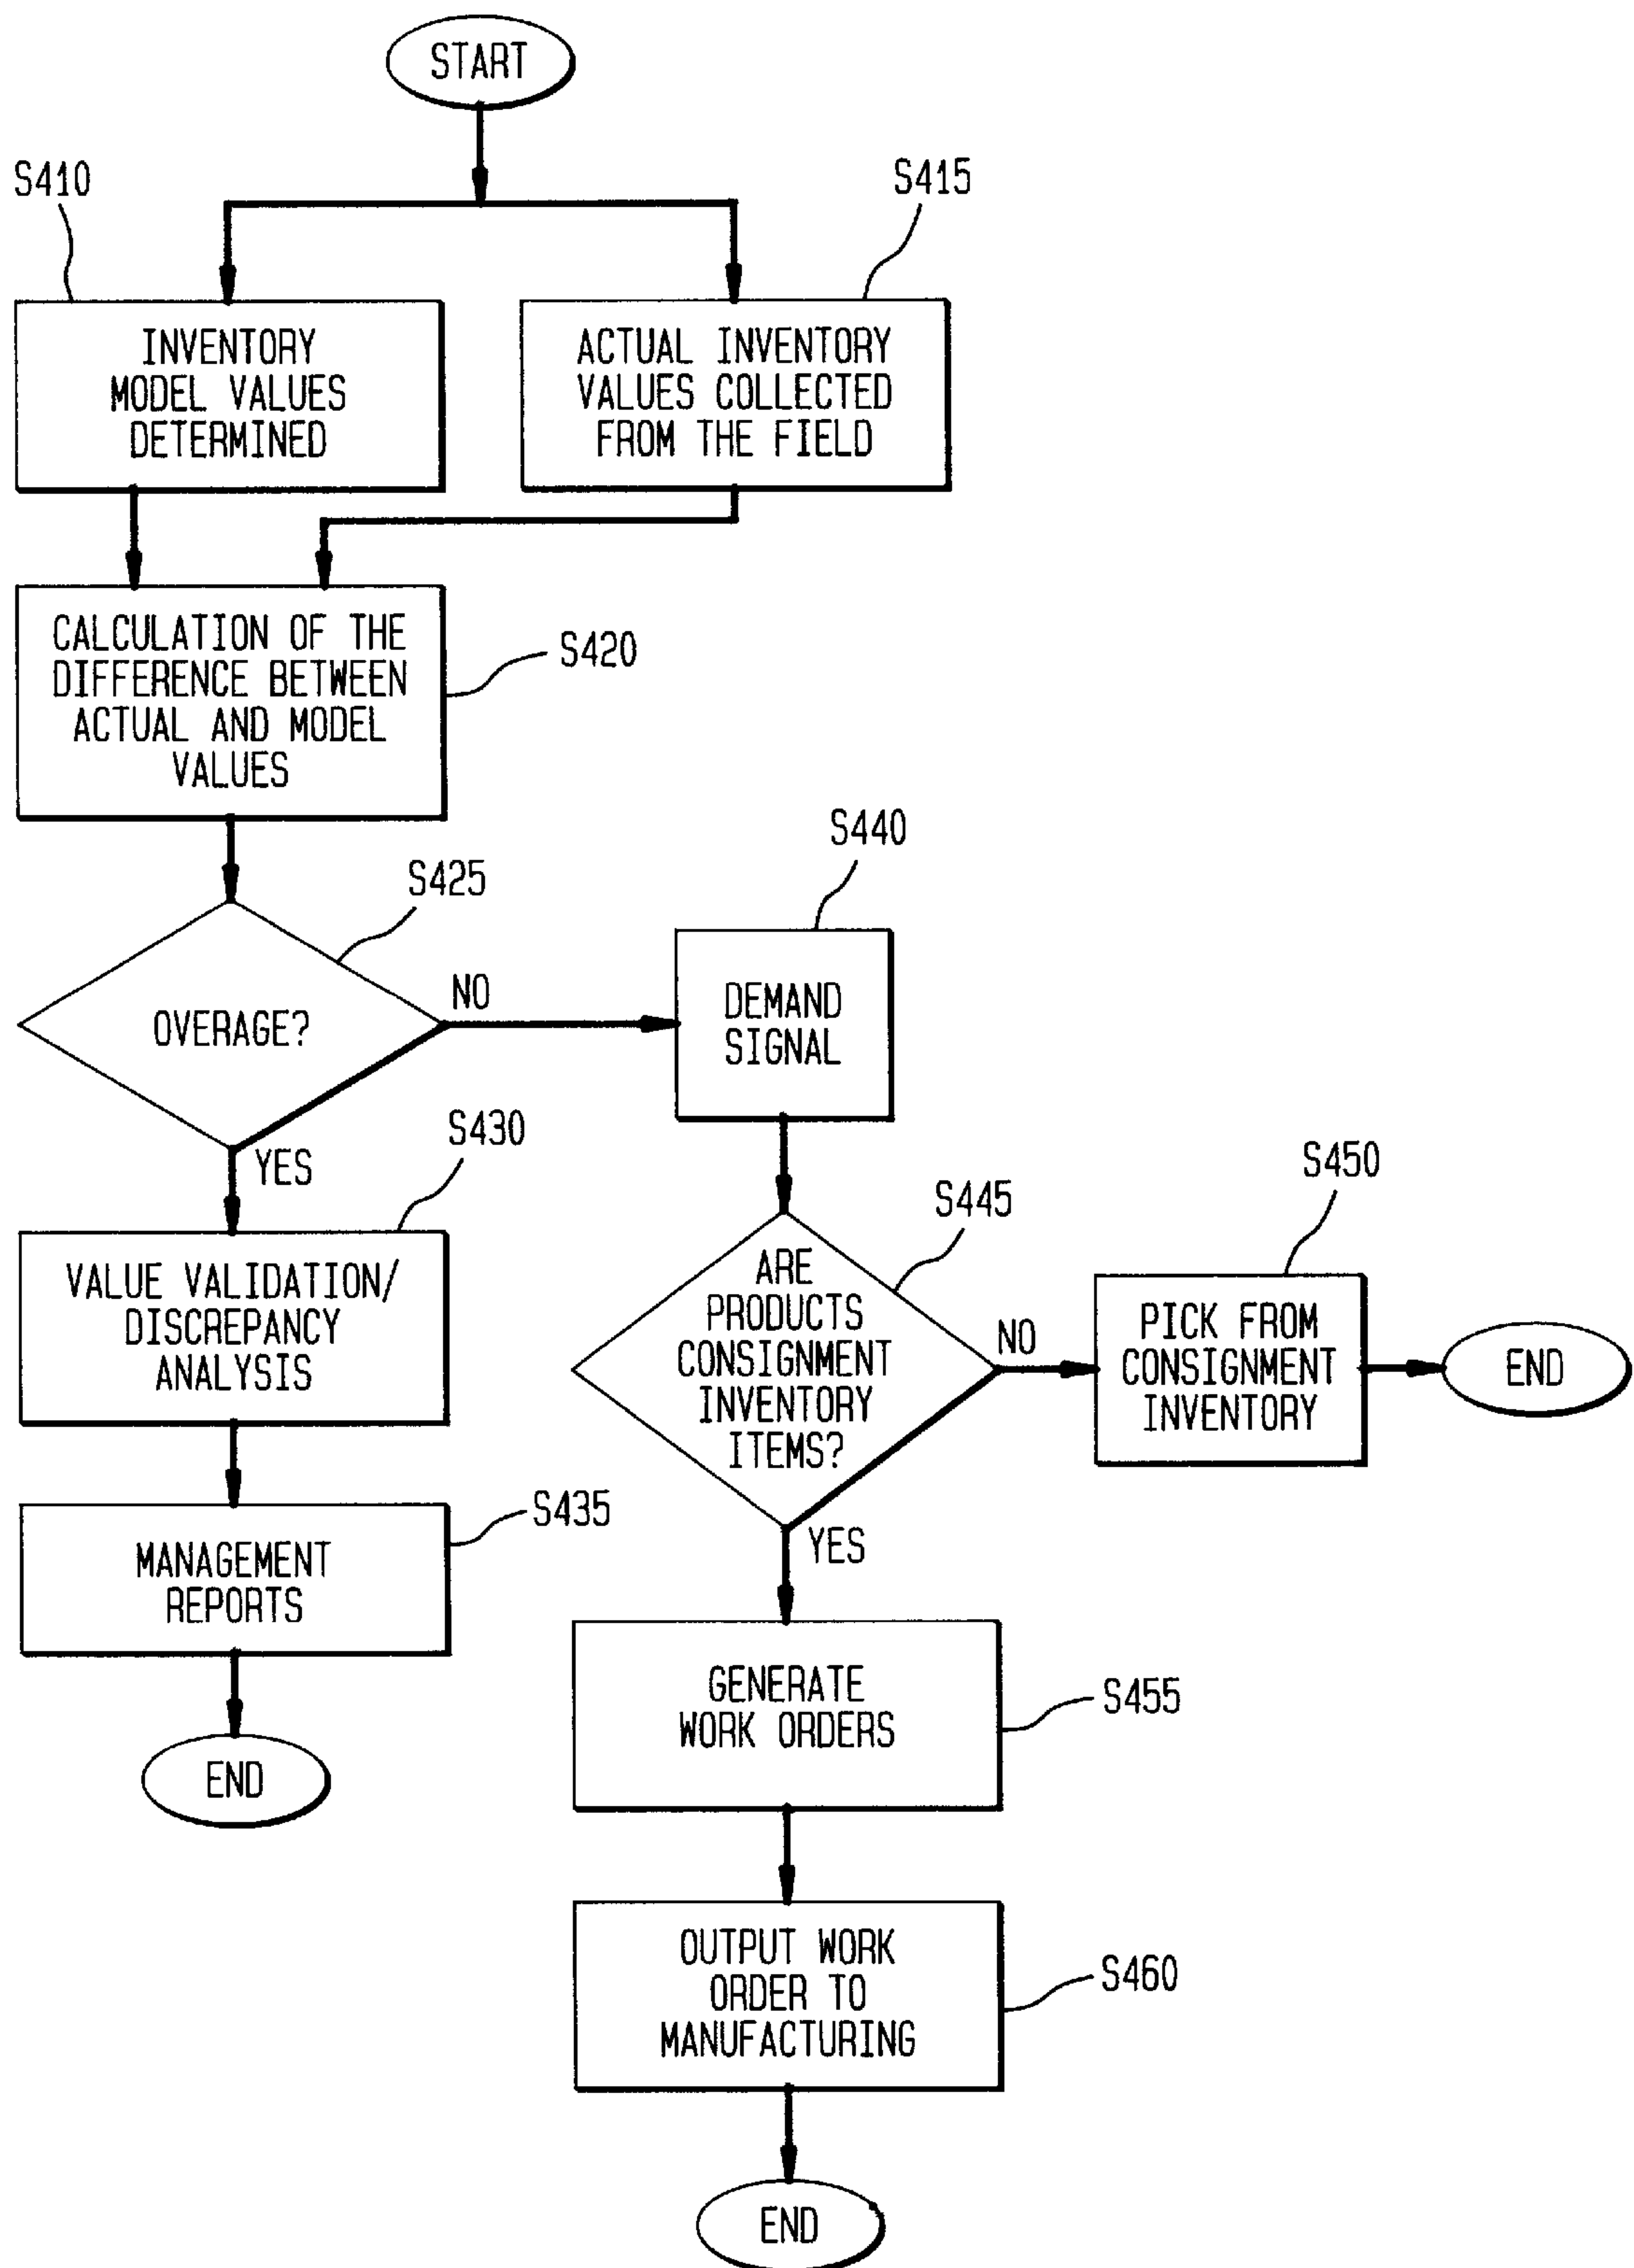 START
S410
S415
INVENTORY
MODEL VALUES
DETERMINED
ACTUAL INVENTORY
VALUES COLLECTED
FROM THE FIELD
CALCULATION OF THE
DIFFERENCE BETWEEN
ACTUAL AND MODEL
VALUES
S420
S425
OVERAGE?
NO
YES
S440
DEMAND
SIGNAL
S430
VALUE VALIDATION/
DISCREPANCY
ANALYSIS
S435
MANAGEMENT
REPORTS
END
S445
ARE
PRODUCTS
CONSIGNMENT
INVENTORY
ITEMS?
NO
YES
S450
PICK FROM
CONSIGNMENT
INVENTORY
END
GENERATE
WORK ORDERS
S455
OUTPUT WORK
ORDER TO
MANUFACTURING
S460
END